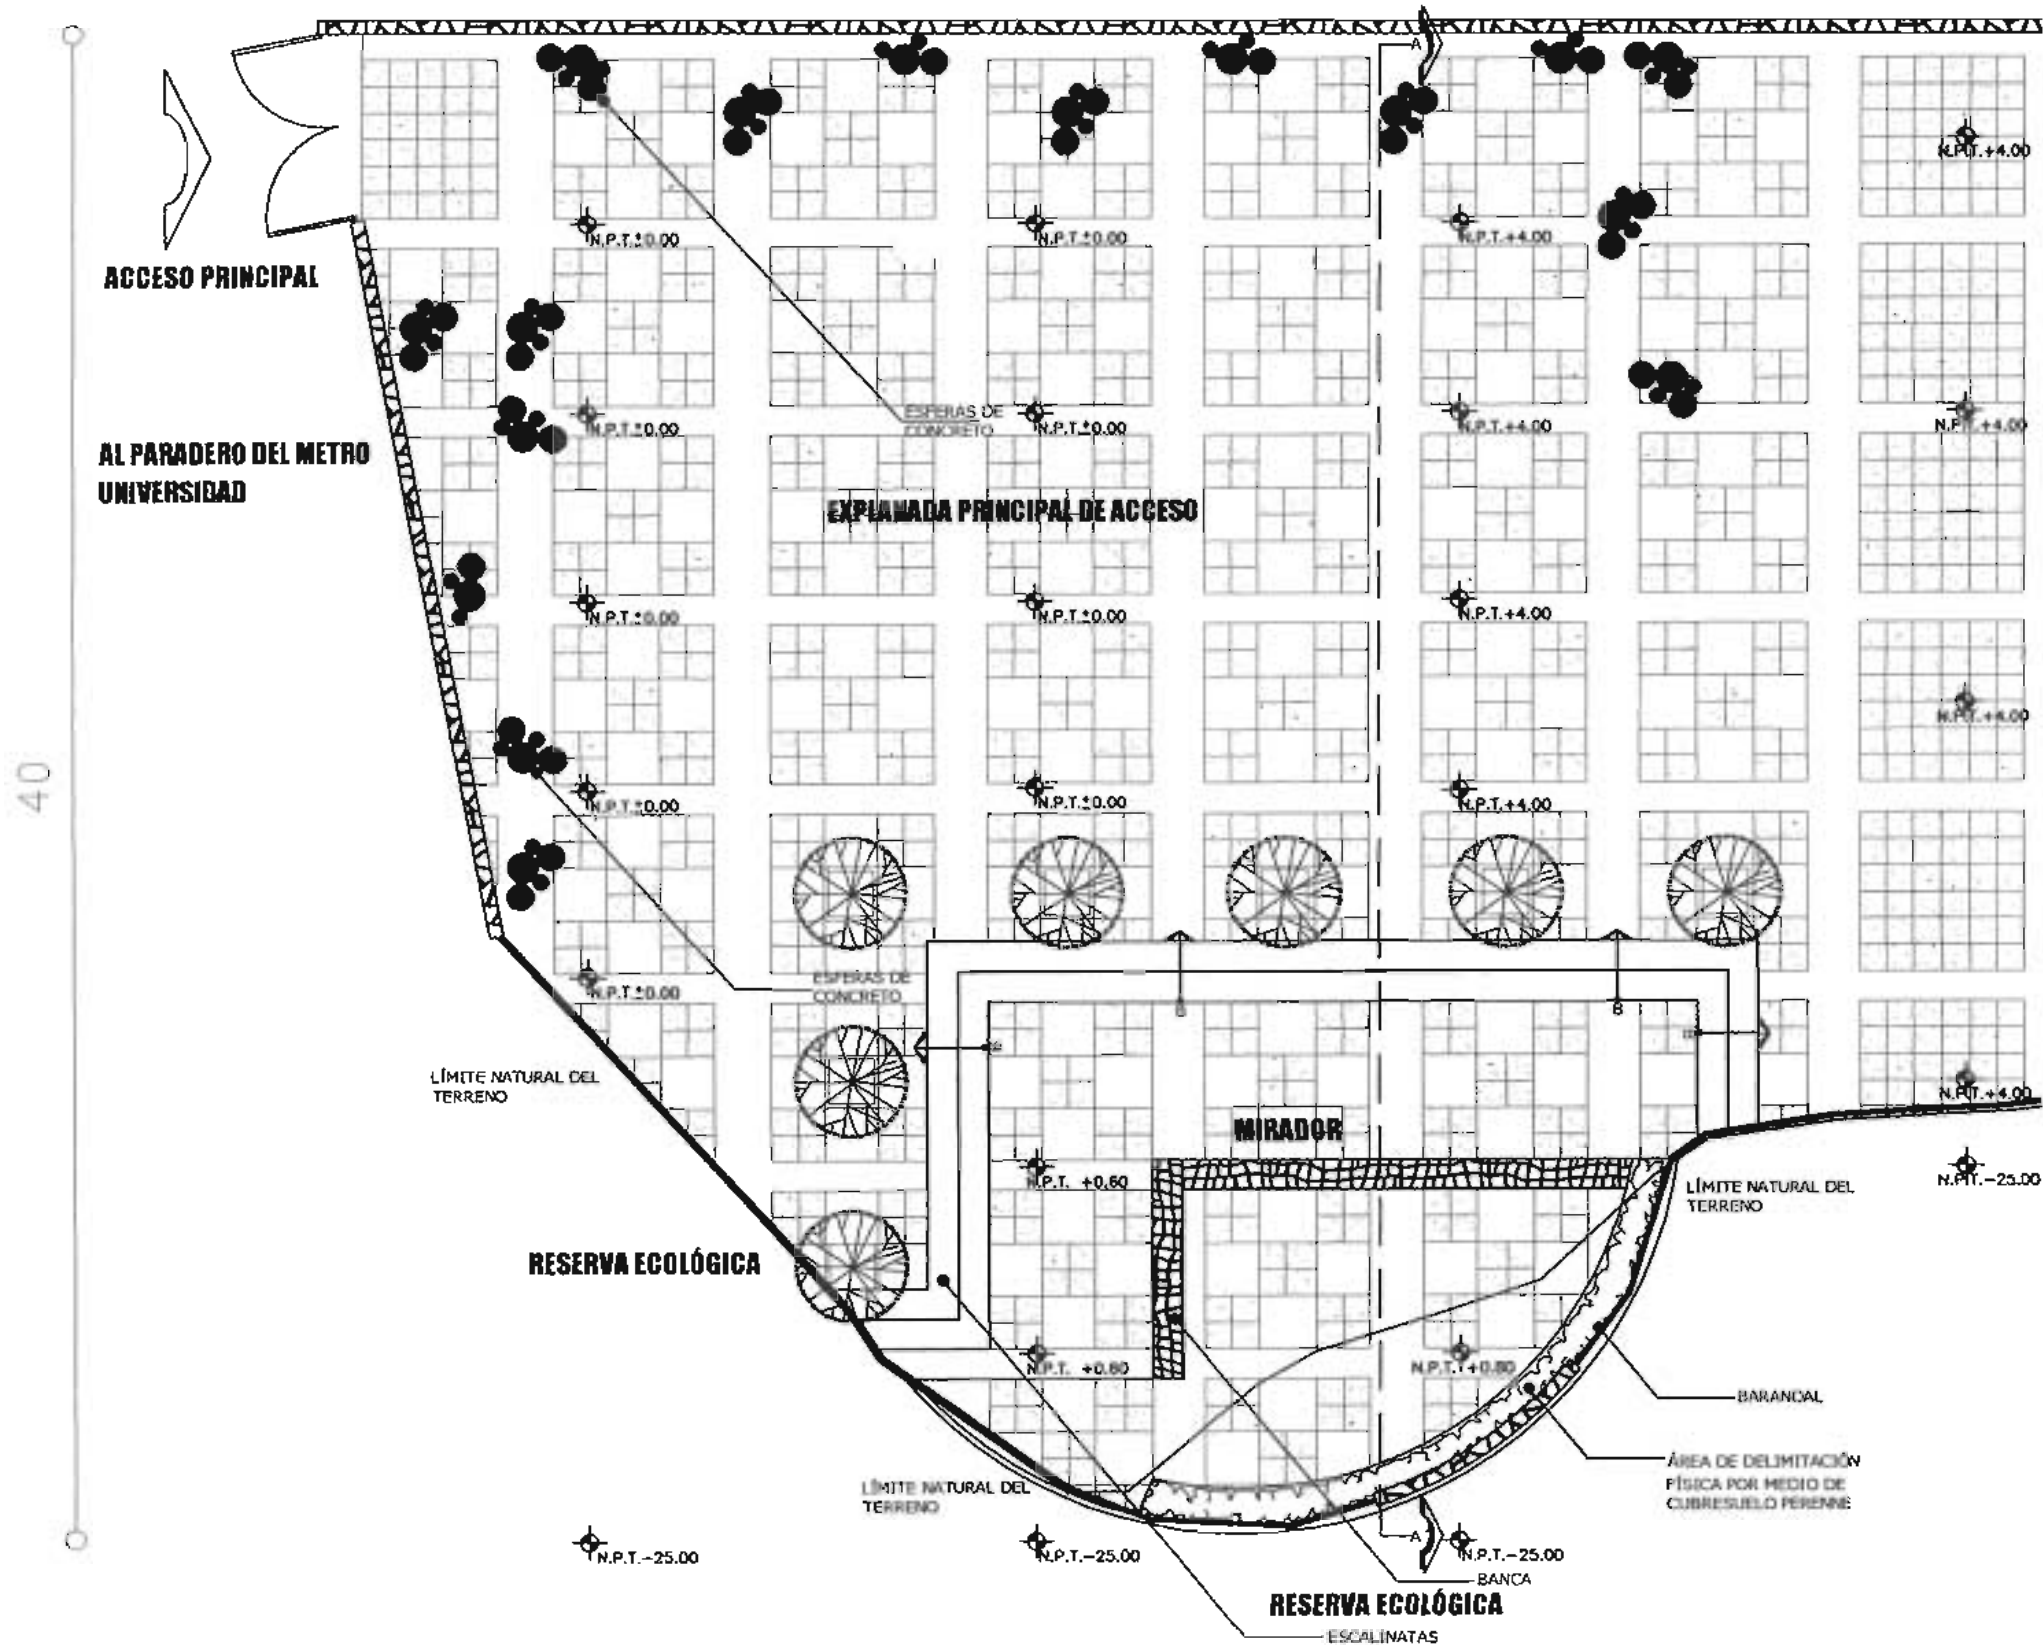 A
N.P.T.+4.00
N.P.T.±0.00
N.P.T.±0.00
N.P.T.+4.00
ACCESO PRINCIPAL
ESFERAS DE
CONCRETO
N.P.T.±0.00
N.P.T.±0.00
N.P.T.+4.00
N.P.T.+4.00
AL PARADERO DEL METRO
UNIVERSIDAD
EXPLANADA PRINCIPAL DE ACCESO
N.P.T.±0.00
N.P.T.±0.00
N.P.T.+4.00
N.P.T.+4.00
40
N.P.T.±0.00
N.P.T.±0.00
N.P.T.+4.00
ESFERAS DE
CONCRETO
N.P.T.±0.00
B
LÍMITE NATURAL DEL
TERRENO
N.P.T.+4.00
MIRADOR
N.P.T. +0.60
N.P.T.-25.00
LÍMITE NATURAL DEL
TERRENO
RESERVA ECOLÓGICA
N.P.T. +0.60
N.P.T.+0.60
BARANDAL
ÁREA DE DELIMITACIÓN
FÍSICA POR MEDIO DE
CUBRESUELO PERENNE
LÍMITE NATURAL DEL
TERRENO
A
N.P.T.-25.00
N.P.T.-25.00
N.P.T.-25.00
BANCA
RESERVA ECOLÓGICA
ESCALINATAS